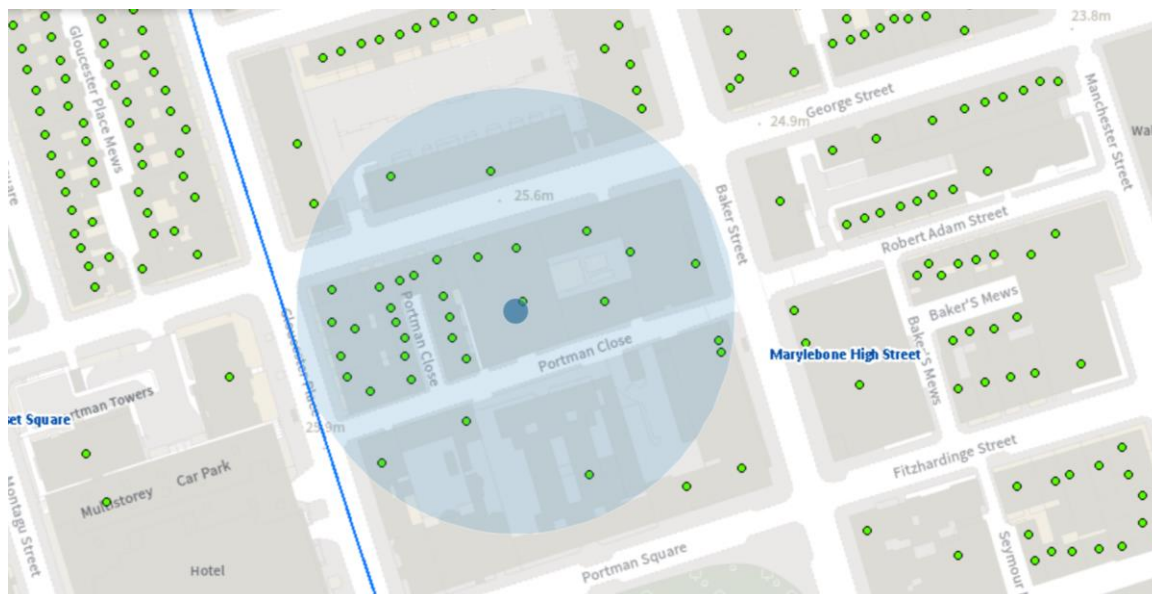 23.8m
Gloucester Place Mews
George Street
Manchester Street
24.9m
25.6m
Baker Street
Robert Adam Street
Portman Close
Baker'S Mews
Gloucester Place
Portman Close
Marylebone High Street
Baker'S Mews
rtman Towers
set Square
25.9m
Car Park
Multistorey
Fitzhardinge Street
Montagu Street
Portman Square
Hotel
Seymour